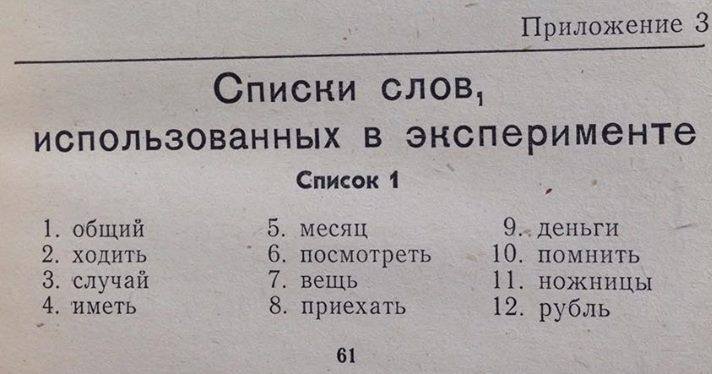 Приложение 3
Списки слов,
использованных в эксперименте
Список 1
1. общий
2. ходить
3. случай
4. иметь
5. месяц
6. посмотреть
7. вещь
8. приехать
9. деньги
10. помнить
11. ножницы
12. рубль
61